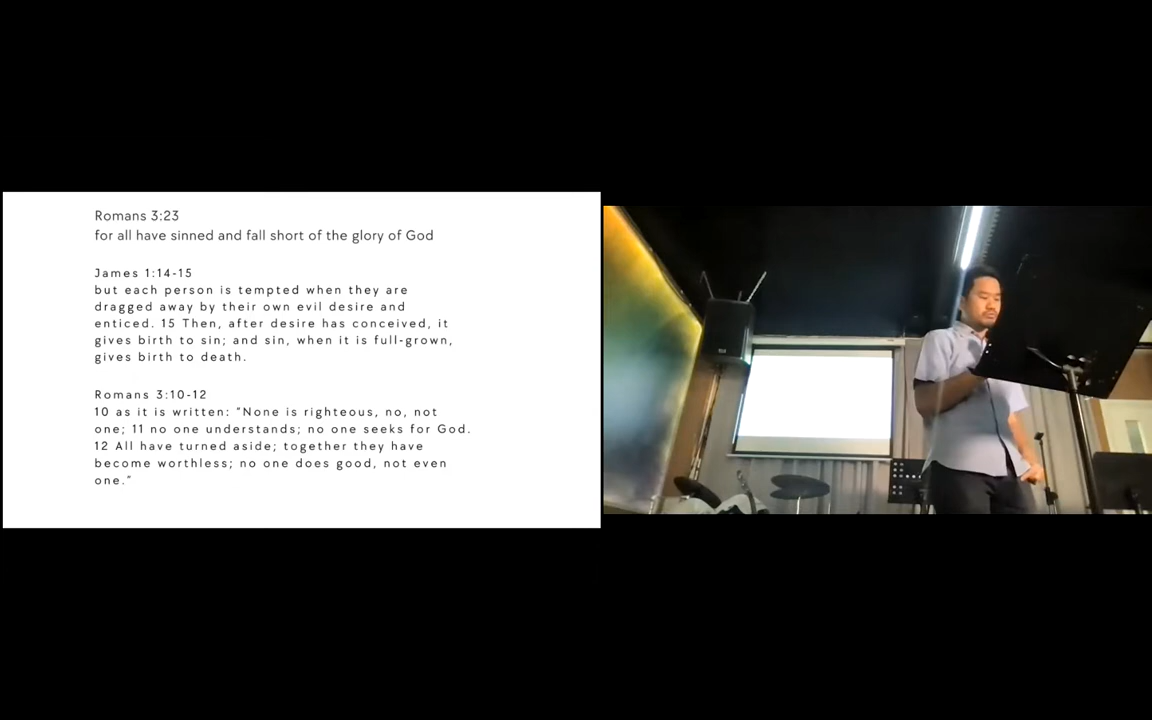 Romans 3:23
for all have sinned and fall short of the glory of God
James 1:14-15
but each person is tempted when they are
dragged away by their own evil desire and
enticed. 15 Then, after desire has conceived, it
gives birth to sin; and sin, when it is full-grown,
gives birth to death.
Romans 3:10-12
10 as it is written: "None is righteous, no, not
one; 11 no one understands; no one seeks for God.
12 All have turned aside; together they have
become worthless; no one does good, not even
one."